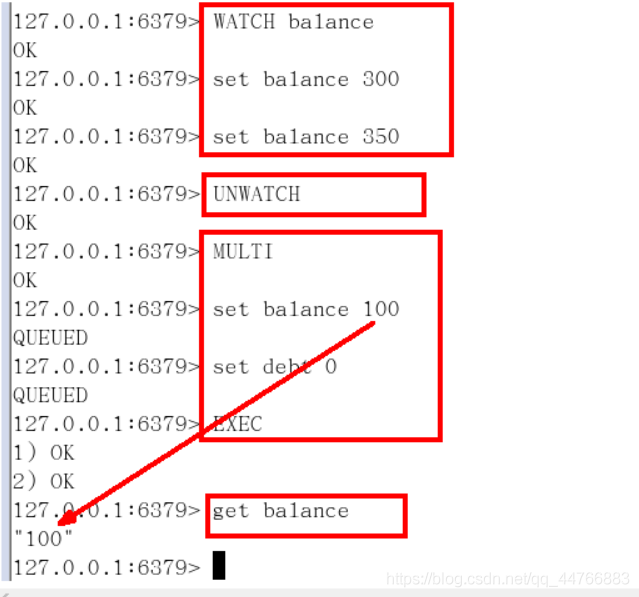 127.0.0.1:6379> WATCH balance
OK
127.0.0.1:6379> set balance 300
OK
127.0.0.1:6379> set balance 350
OK
127.0.0.1:6379> UNWATCH
OK
127.0.0.1:6379> MULTI
OK
127.0.0.1:6379> set balance 100
QUEUED
127.0.0.1:6379> set debt 0
QUEUED
127.0.0.1:6379> EXEC
1) OK
2) OK
127.0.0.1:6379> get balance
"100"
127.0.0.1:6379>
https://blog.csdn.net/qq_44766883